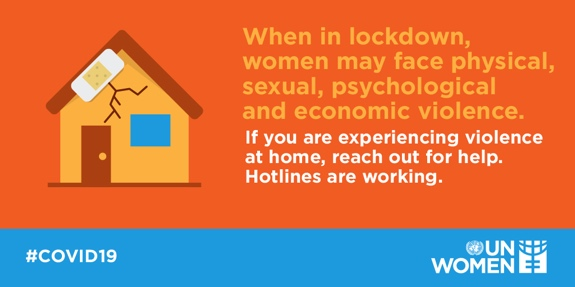 When in lockdown,
women may face physical,
sexual, psychological
and economic violence.
If you are experiencing violence
at home, reach out for help.
Hotlines are working.
#COVID19
UN
WOMEN